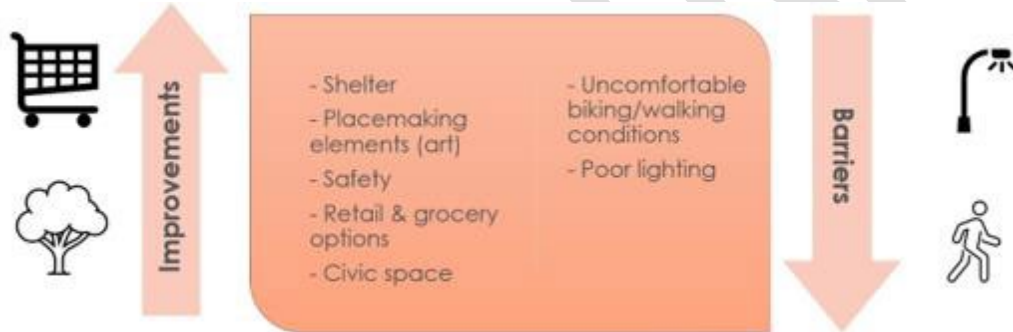 Improvements
- Shelter
- Placemaking
elements (art)
- Safety
- Retail & grocery
options
- Civic space
- Uncomfortable
biking/walking
conditions
- Poor lighting
Barriers